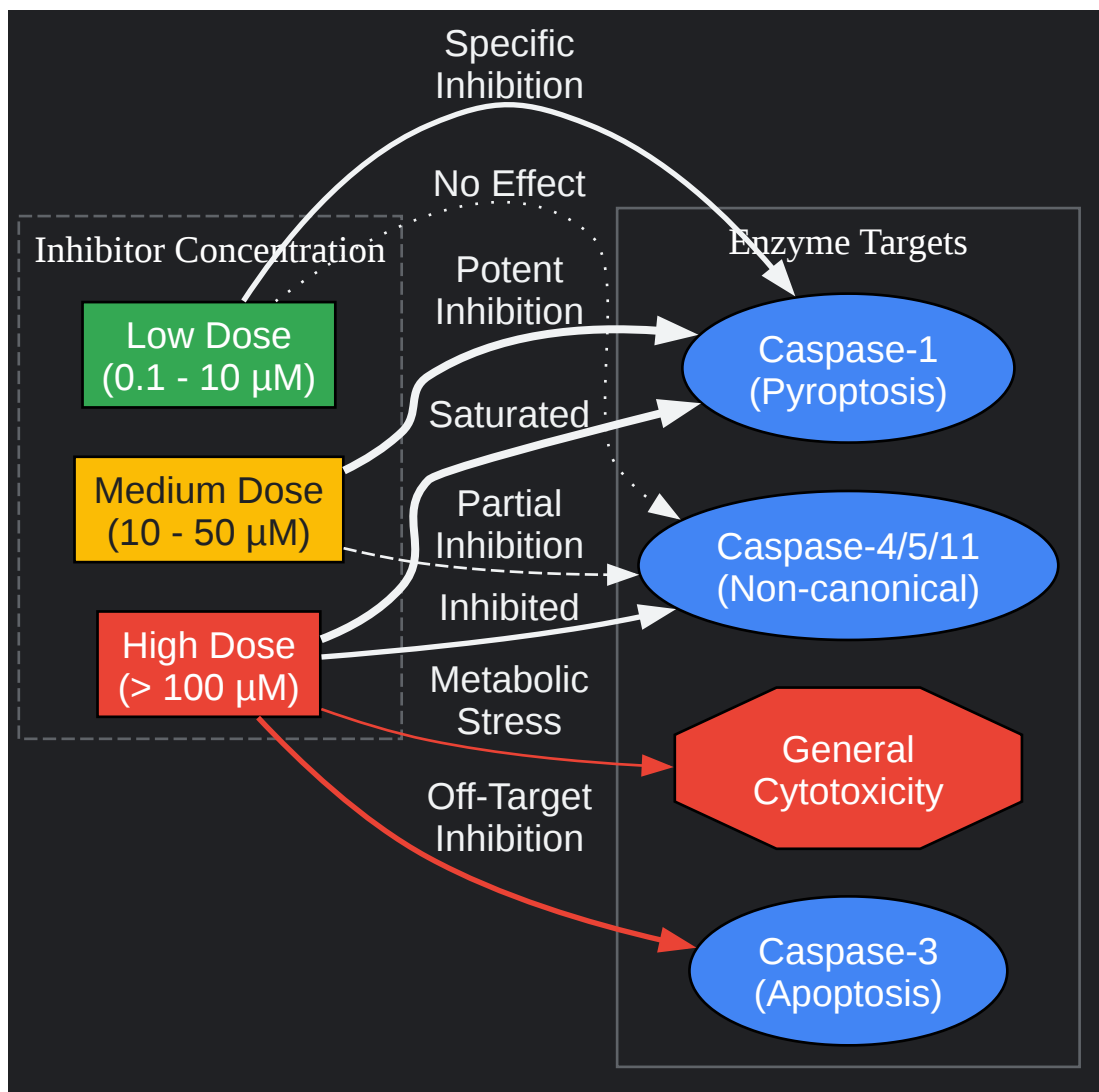 Specific
Inhibition
No Effect
Inhibitor Concentration
Enzyme Targets
Potent
Inhibition
Low Dose
(0.1 - 10 µM)
Caspase-1
(Pyroptosis)
Saturated
Medium Dose
(10 - 50 µM)
Partial
Inhibition
Caspase-4/5/11
(Non-canonical)
Inhibited
High Dose
(> 100 µM)
Metabolic
Stress
General
Cytotoxicity
Off-Target
Inhibition
Caspase-3
(Apoptosis)